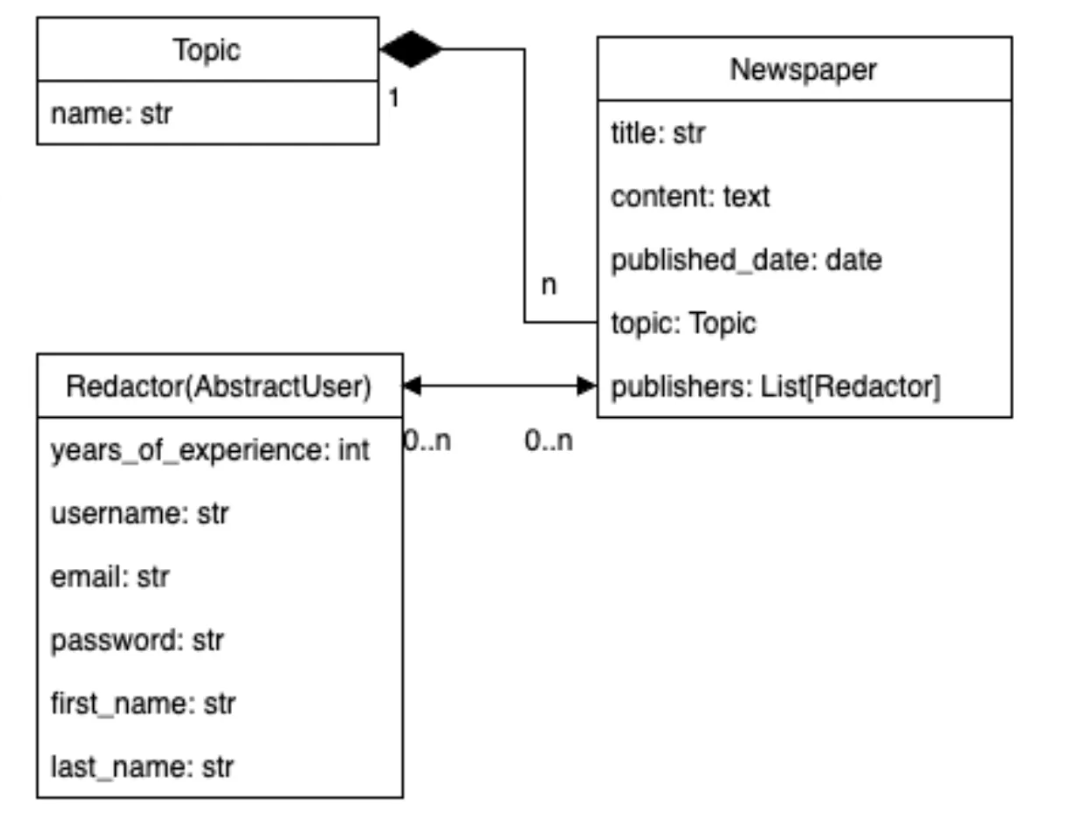 Topic
name: str
1
Newspaper
title: str
content: text
published_date: date
n
topic: Topic
publishers: List[Redactor]
Redactor(AbstractUser)
0..n
0..n
years_of_experience: int
username: str
email: str
password: str
first_name: str
last_name: str